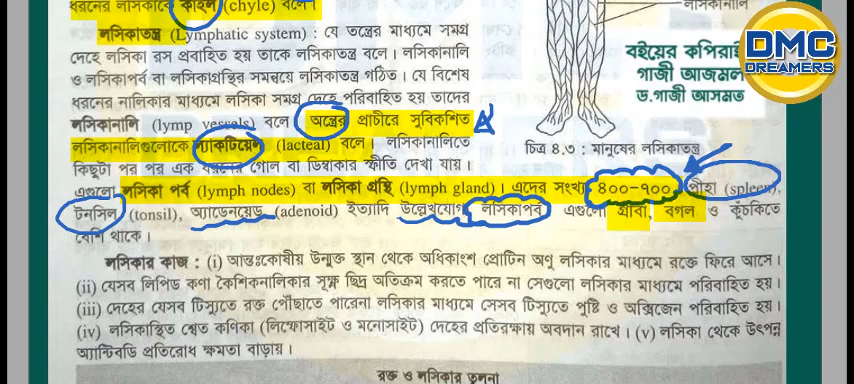 ধরনের লসিকাকে কাইল (chyle) বলে।
লসিকাতন্ত্র (Lymphatic system) : যে তন্ত্রের মাধ্যমে সমগ্র
দেহে লসিকা রস প্রবাহিত হয় তাকে লসিকাতন্ত্র বলে। লসিকানালি
ও লসিকাপর্ব বা লসিকাগ্রন্থির সমন্বয়ে লসিকাতন্ত্র গঠিত। যে বিশেষ
ধরনের নালিকার মাধ্যমে লসিকা সমগ্র দেহে পরিবাহিত হয় তাদের
লসিকানালি (lymp vessels) বলে অন্ত্রের প্রাচীরে সুবিকশিত
লসিকানালিগুলোকে ল্যাকটিয়েল (lacteal) বলে। লসিকানালিতে
কিছুটা পর পর এক ধরনের গোল বা ডিম্বাকার স্ফীতি দেখা যায়।
এগুলো লসিকা পর্ব (lymph nodes) বা লসিকা গ্রন্থি (lymph gland)। এদের সংখ্যা ৪০০-৭০০ প্লীহা (spleen),
টনসিল (tonsil), অ্যাডেনয়েড (adenoid) ইত্যাদি উল্লেখযোগ্য লসিকাপর্ব এগুলো গ্রীবা, বগল ও কুঁচকিতে
বেশি থাকে।
লসিকার কাজ : (i) আন্তঃকোষীয় উন্মুক্ত স্থান থেকে অধিকাংশ প্রোটিন অণু লসিকার মাধ্যমে রক্তে ফিরে আসে।
(ii) যেসব লিপিড কণা কৈশিকনালিকার সূক্ষ্ম ছিদ্র অতিক্রম করতে পারে না সেগুলো লসিকার মাধ্যমে পরিবাহিত হয়।
(iii) দেহের যেসব টিস্যুতে রক্ত পৌঁছাতে পারেনা লসিকার মাধ্যমে সেসব টিস্যুতে পুষ্টি ও অক্সিজেন পরিবাহিত হয়।
(iv) লসিকাস্থিত শ্বেত কণিকা (লিম্ফোসাইট ও মনোসাইট) দেহের প্রতিরক্ষায় অবদান রাখে। (v) লসিকা থেকে উৎপন্ন
অ্যান্টিবডি প্রতিরোধ ক্ষমতা বাড়ায়।
রক্ত ও লসিকার তুলনা
লসিকানালি
চিত্র ৪.৩ : মানুষের লসিকাতন্ত্র
বইয়ের কপিরাইট
গাজী আজমল
ড.গাজী আসমত
DMC
DREAMERS